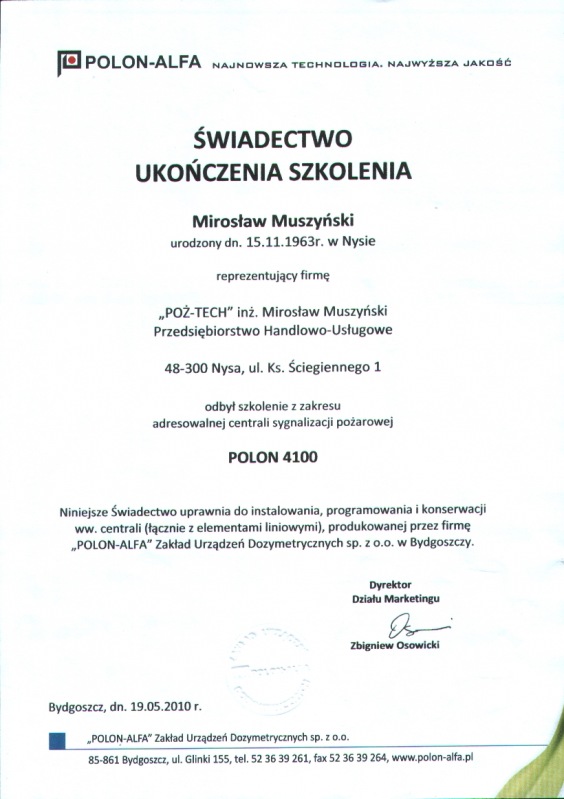 POLON-ALFA NAJNOWSZA TECHNOLOGIA. NAJWYŻSZA JAKOŚĆ
ŚWIADECTWO
UKOŃCZENIA SZKOLENIA
Mirosław Muszyński
urodzony dn. 15.11.1963r. w Nysie
reprezentujący firmę
„POŻ-TECH” inż. Mirosław Muszyński
Przedsiębiorstwo Handlowo-Usługowe
48-300 Nysa, ul. Ks. Ściegiennego 1
odbył szkolenie z zakresu
adresowalnej centrali sygnalizacji pożarowej
POLON 4100
Niniejsze Świadectwo uprawnia do instalowania, programowania i konserwacji
ww. centrali (łącznie z elementami liniowymi), produkowanej przez firmę
„POLON-ALFA” Zakład Urządzeń Dozymetrycznych sp. z o.o. w Bydgoszczy.
Dyrektor
Działu Marketingu
Zbigniew Osowicki
Bydgoszcz, dn. 19.05.2010 r.
„POLON-ALFA” Zakład Urządzeń Dozymetrycznych sp. z o.o.
85-861 Bydgoszcz, ul. Glinki 155, tel. 52 36 39 261, fax 52 36 39 264, www.polon-alfa.pl